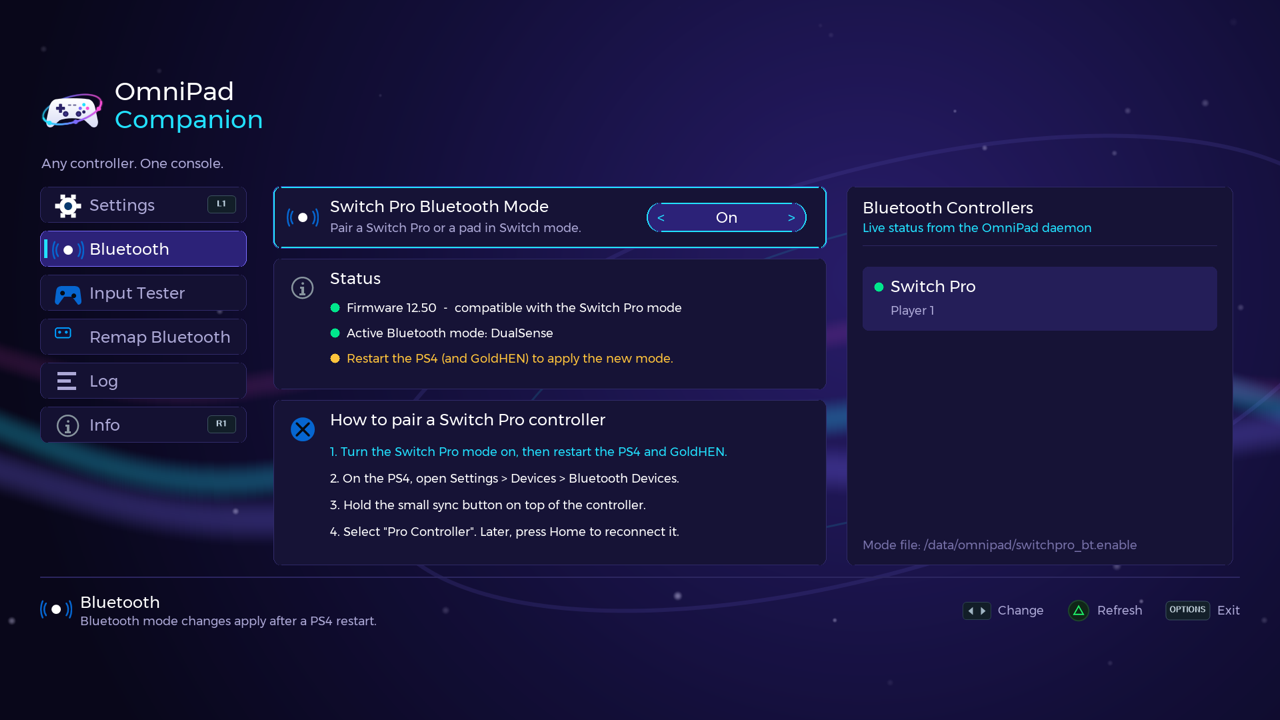 OmniPad
Companion
Any controller. One console.
Settings
L1
Bluetooth
Input Tester
Remap Bluetooth
Log
Info
R1
Switch Pro Bluetooth Mode
Pair a Switch Pro or a pad in Switch mode.
< On >
Status
Firmware 12.50 - compatible with the Switch Pro mode
Active Bluetooth mode: DualSense
Restart the PS4 (and GoldHEN) to apply the new mode.
How to pair a Switch Pro controller
1. Turn the Switch Pro mode on, then restart the PS4 and GoldHEN.
2. On the PS4, open Settings > Devices > Bluetooth Devices.
3. Hold the small sync button on top of the controller.
4. Select "Pro Controller". Later, press Home to reconnect it.
Bluetooth Controllers
Live status from the OmniPad daemon
Switch Pro
Player 1
Mode file: /data/omnipad/switchpro_bt.enable
Bluetooth
Bluetooth mode changes apply after a PS4 restart.
Change
Refresh
OPTIONS Exit